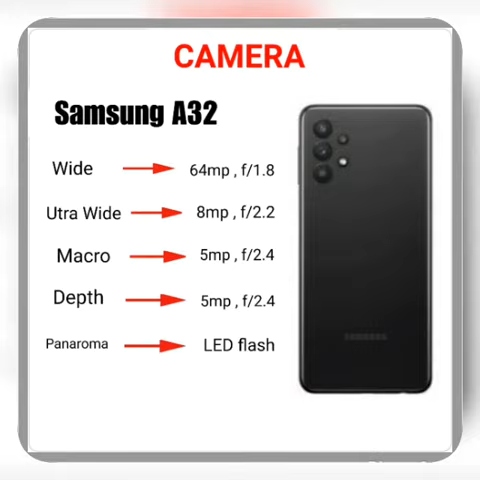 CAMERA
Samsung A32
Wide 64mp , f/1.8
Utra Wide 8mp , f/2.2
Macro 5mp , f/2.4
Depth 5mp , f/2.4
Panaroma LED flash
SAMSUNG